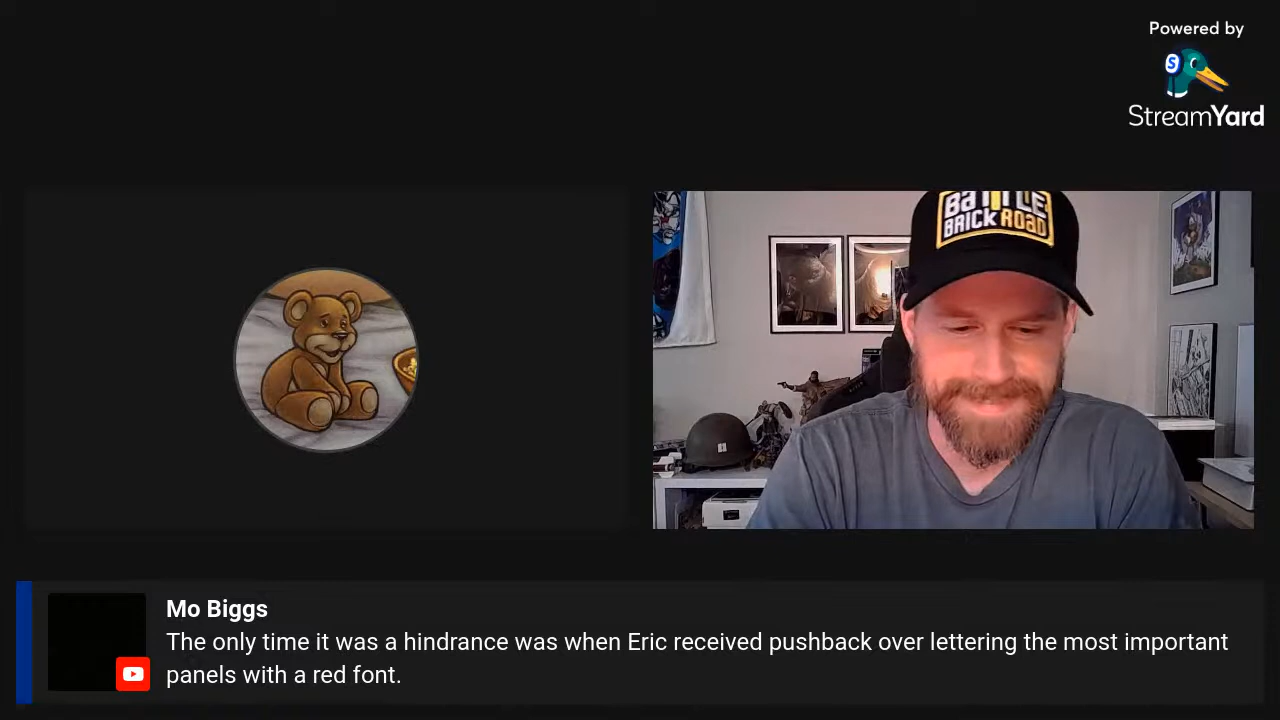 Powered by
S
StreamYard
BATTLE
BRICK ROAD
Mo Biggs
The only time it was a hindrance was when Eric received pushback over lettering the most important
panels with a red font.